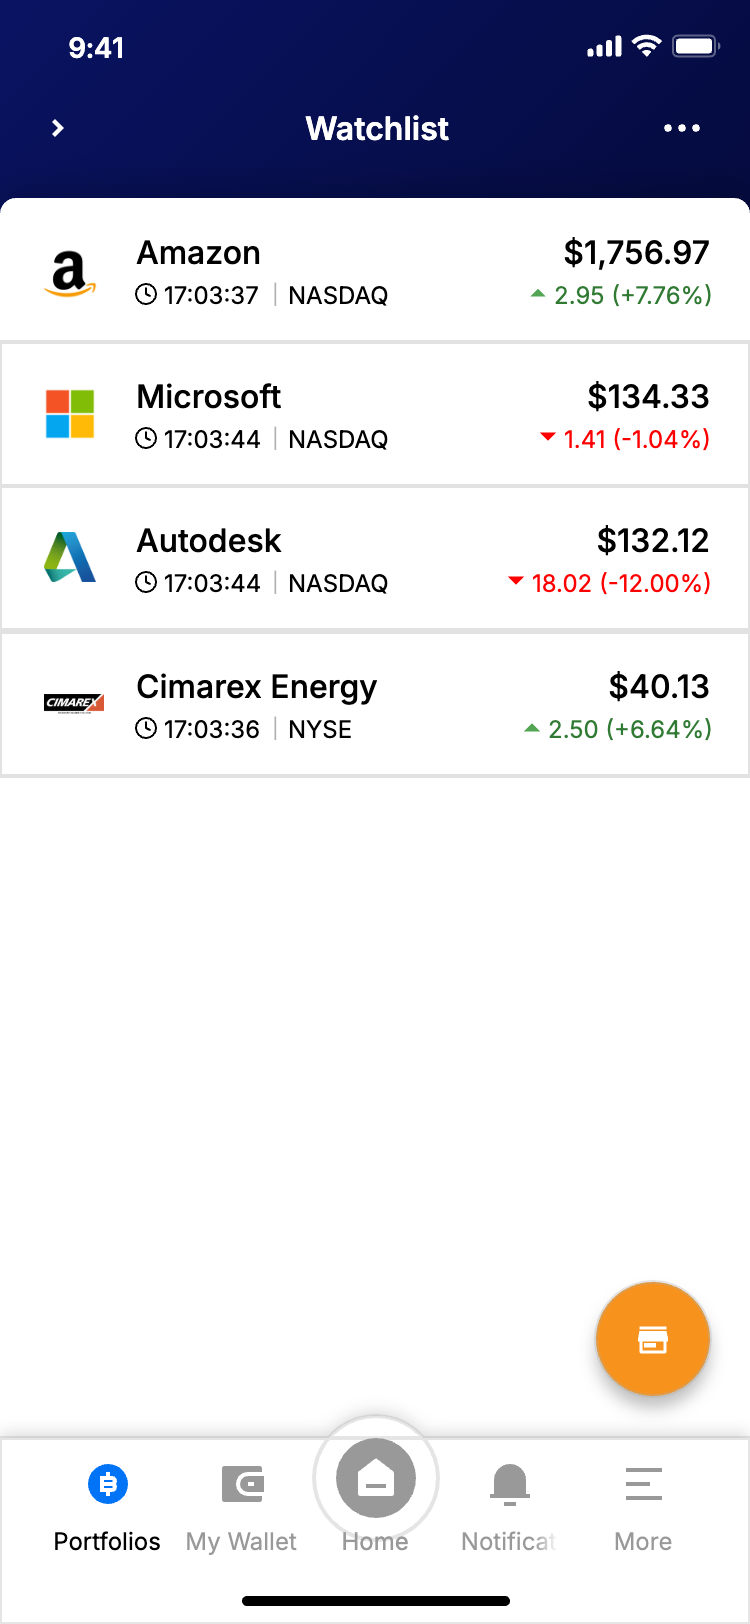 9:41
Watchlist
Amazon
$1,756.97
17:03:37 | NASDAQ
2.95 (+7.76%)
Microsoft
$134.33
17:03:44 | NASDAQ
1.41 (-1.04%)
Autodesk
$132.12
17:03:44 | NASDAQ
18.02 (-12.00%)
CIMAREX
Cimarex Energy
$40.13
17:03:36 | NYSE
2.50 (+6.64%)
Portfolios
My Wallet
Home
Notificat
More